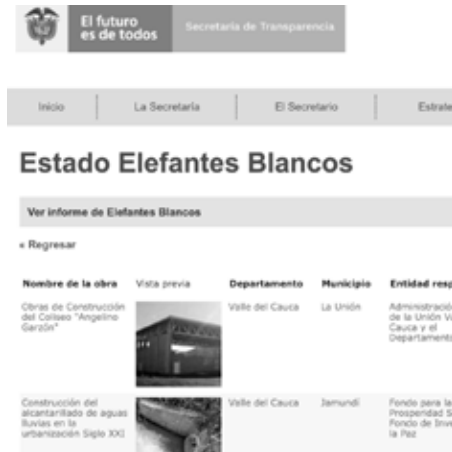 El futuro
es de todos
Secretaría de Transparencia
Inicio
La Secretaría
El Secretario
Estrate
Estado Elefantes Blancos
Ver informe de Elefantes Blancos
« Regresar
Nombre de la obra
Vista previa
Departamento
Municipio
Entidad resp
Obras de Construcción
del Coliseo "Angelino
Garzón"
Valle del Cauca
La Unión
Administració
de la Unión Va
Cauca y el
Departamento
Construcción del
alcantarillado de aguas
lluvias en la
urbanización Siglo XXI
Valle del Cauca
Jamundí
Fondo para la
Prosperidad S
Fondo de Inve
la Paz